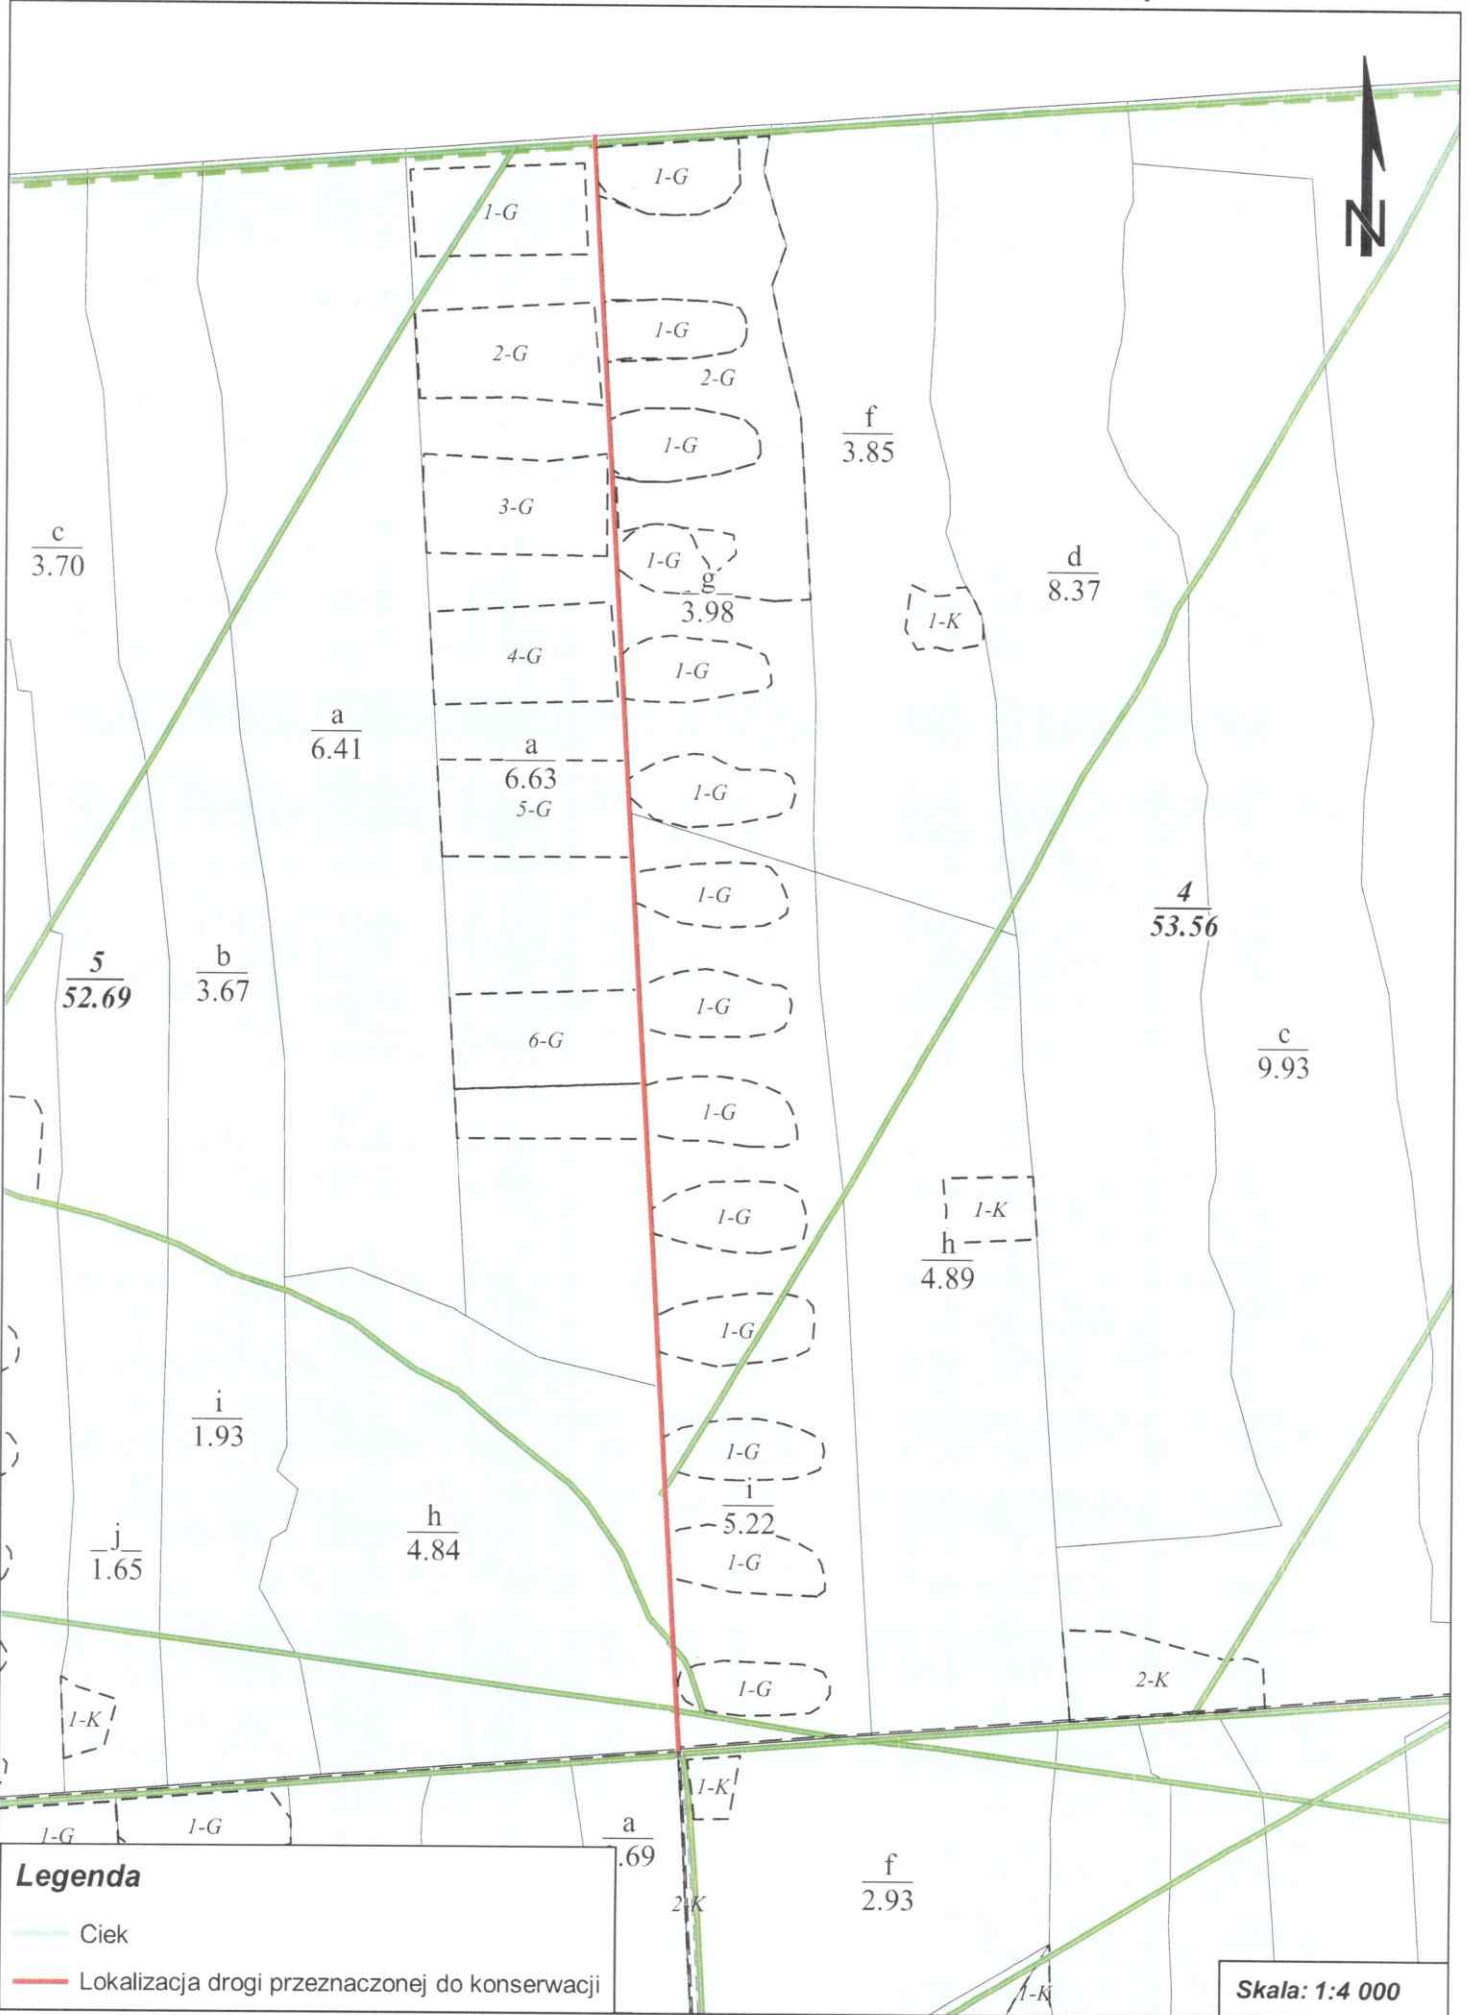 N
1-G
1-G
1-G
2-G
2-G
f
3.85
1-G
3-G
c
3.70
1-G
g
3.98
d
8.37
1-K
4-G
1-G
a
6.41
a
6.63
5-G
1-G
1-G
4
53.56
5
52.69
b
3.67
1-G
6-G
c
9.93
1-G
1-G
1-K
h
4.89
1-G
i
1.93
1-G
i
5.22
h
4.84
j
1.65
1-G
1-G
2-K
1-K
1-K
1-G
1-G
a
.69
f
2.93
2-K
1-K
Legenda
Ciek
Lokalizacja drogi przeznaczonej do konserwacji
Skala: 1:4 000